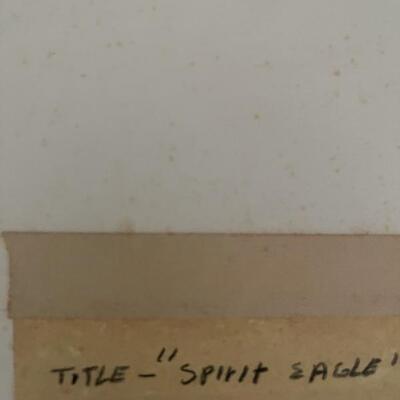 TITLE - "SPIRIT EAGLE"